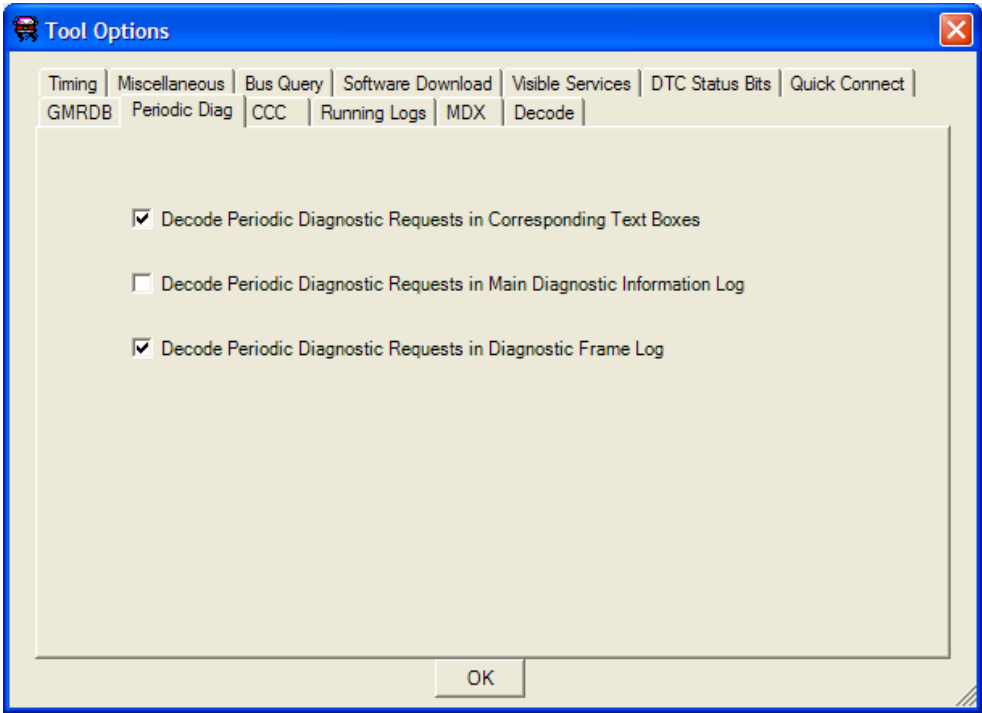 Tool Options
Timing Miscellaneous Bus Query Software Download Visible Services DTC Status Bits Quick Connect
GMRDB Periodic Diag CCC Running Logs MDX Decode
Decode Periodic Diagnostic Requests in Corresponding Text Boxes
Decode Periodic Diagnostic Requests in Main Diagnostic Information Log
Decode Periodic Diagnostic Requests in Diagnostic Frame Log
OK